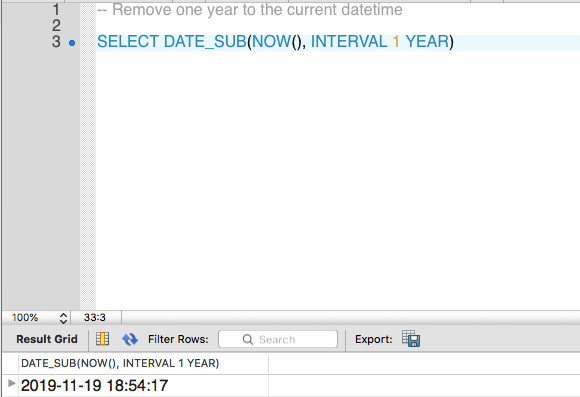 1 -- Remove one year to the current datetime
2
3 SELECT DATE_SUB(NOW(), INTERVAL 1 YEAR)
100% 33:3
Result Grid Filter Rows: Search Export:
DATE_SUB(NOW(), INTERVAL 1 YEAR)
2019-11-19 18:54:17